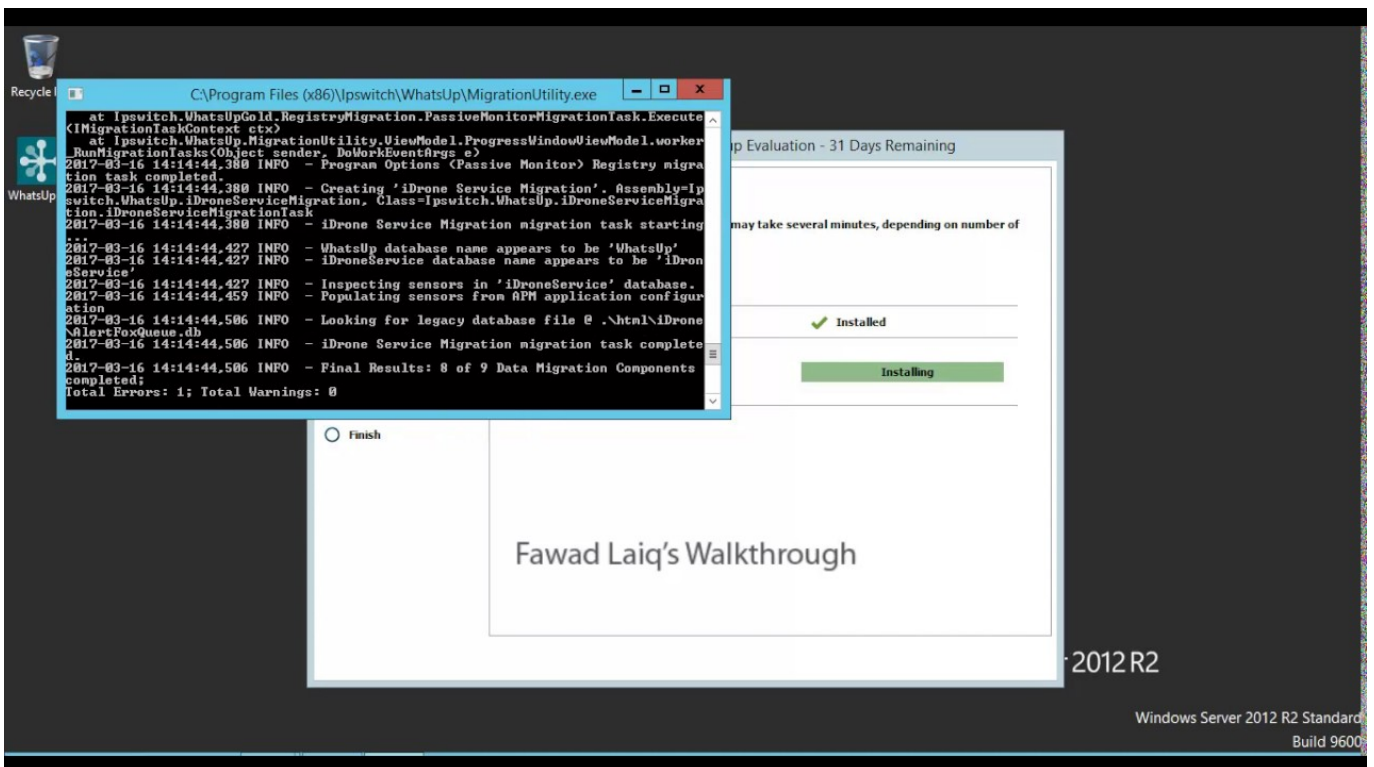 Recycle
WhatsUp
C:\Program Files (x86)\Ipswitch\WhatsUp\MigrationUtility.exe
at Ipswitch.WhatsUpGold.RegistryMigration.PassiveMonitorMigrationTask.Execute
(IMigrationTaskContext ctx)
at Ipswitch.WhatsUp.MigrationUtility.ViewModel.ProgressWindowViewModel.worker
_RunMigrationTasks(Object sender, DoWorkEventArgs e)
2017-03-16 14:14:44,380 INFO - Program Options (Passive Monitor) Registry migra
tion task completed.
2017-03-16 14:14:44,380 INFO - Creating 'iDrone Service Migration'. Assembly=Ip
switch.WhatsUp.iDroneServiceMigration, Class=Ipswitch.WhatsUp.iDroneServiceMigra
tion.iDroneServiceMigrationTask
2017-03-16 14:14:44,380 INFO - iDrone Service Migration migration task starting
...
2017-03-16 14:14:44,427 INFO - WhatsUp database name appears to be 'WhatsUp'
2017-03-16 14:14:44,427 INFO - iDroneService database name appears to be 'iDron
eService'
2017-03-16 14:14:44,427 INFO - Inspecting sensors in 'iDroneService' database.
2017-03-16 14:14:44,459 INFO - Populating sensors from APM application configur
ation
2017-03-16 14:14:44,506 INFO - Looking for legacy database file @ .\html\iDrone
\AlertFoxQueue.db
2017-03-16 14:14:44,506 INFO - iDrone Service Migration migration task complete
d.
2017-03-16 14:14:44,506 INFO - Final Results: 8 of 9 Data Migration Components
completed;
Total Errors: 1; Total Warnings: 0
up Evaluation - 31 Days Remaining
may take several minutes, depending on number of
Installed
Installing
Finish
Fawad Laiq's Walkthrough
2012 R2
Windows Server 2012 R2 Standard
Build 9600